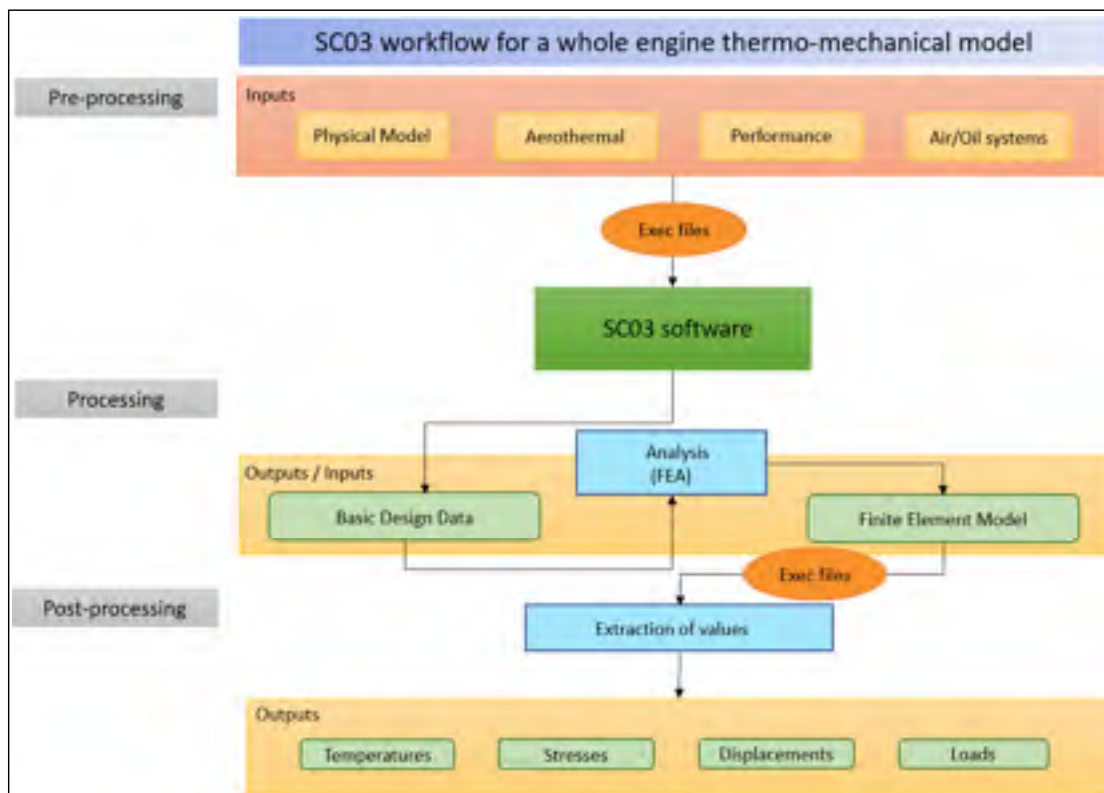 SC03 workflow for a whole engine thermo-mechanical model
Pre-processing
Inputs
Physical Model
Aerothermal
Performance
Air/Oil systems
Exec files
SC03 software
Processing
Analysis
(FEA)
Outputs / Inputs
Basic Design Data
Finite Element Model
Exec files
Post-processing
Extraction of values
Outputs
Temperatures
Stresses
Displacements
Loads